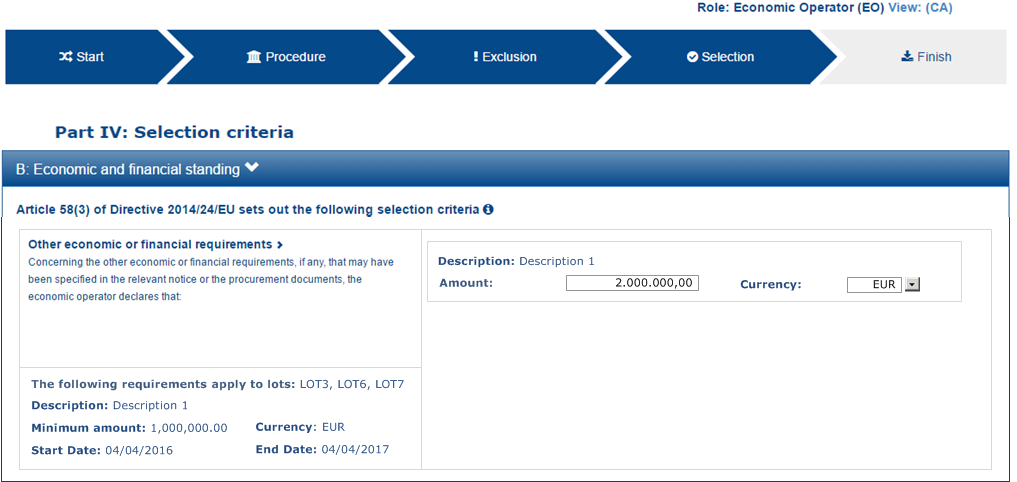 Role: Economic Operator (EO) View: (CA)
Start
Procedure
Exclusion
Selection
Finish
Part IV: Selection criteria
B: Economic and financial standing
Article 58(3) of Directive 2014/24/EU sets out the following selection criteria
Other economic or financial requirements
Concerning the other economic or financial requirements, if any, that may have
been specified in the relevant notice or the procurement documents, the
economic operator declares that:
Description: Description 1
Amount: 2.000.000,00 Currency: EUR
The following requirements apply to lots: LOT3, LOT6, LOT7
Description: Description 1
Minimum amount: 1,000,000.00 Currency: EUR
Start Date: 04/04/2016 End Date: 04/04/2017